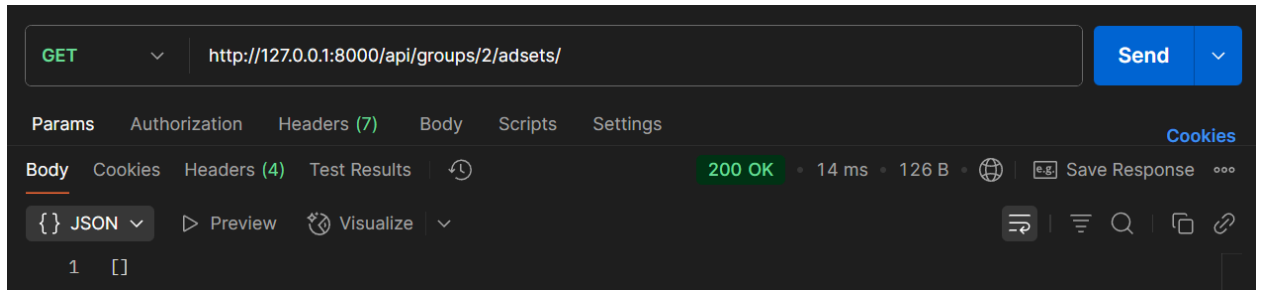 GET http://127.0.0.1:8000/api/groups/2/adsets/ Send
Params Authorization Headers (7) Body Scripts Settings Cookies
Body Cookies Headers (4) Test Results 200 OK • 14 ms • 126 B • e.g. Save Response
{} JSON Preview Visualize
1 []